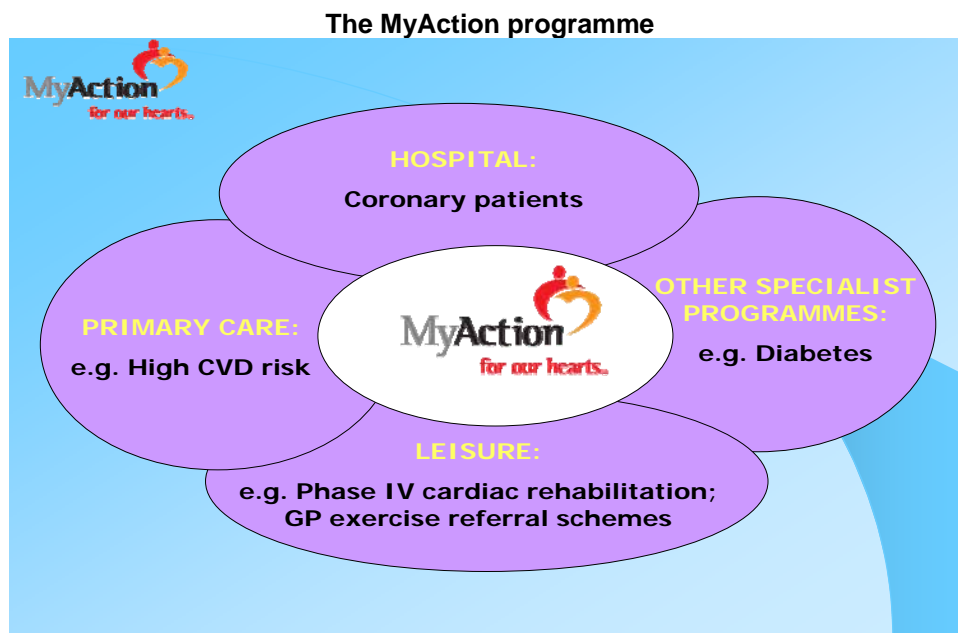 The MyAction programme
MyAction
for our hearts.
HOSPITAL:
Coronary patients
OTHER SPECIALIST
PROGRAMMES:
e.g. Diabetes
PRIMARY CARE:
e.g. High CVD risk
MyAction
for our hearts.
LEISURE:
e.g. Phase IV cardiac rehabilitation;
GP exercise referral schemes